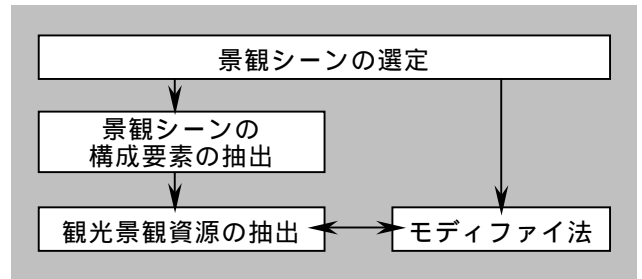 景観シーンの選定
景観シーンの
構成要素の抽出
観光景観資源の抽出
モディファイ法